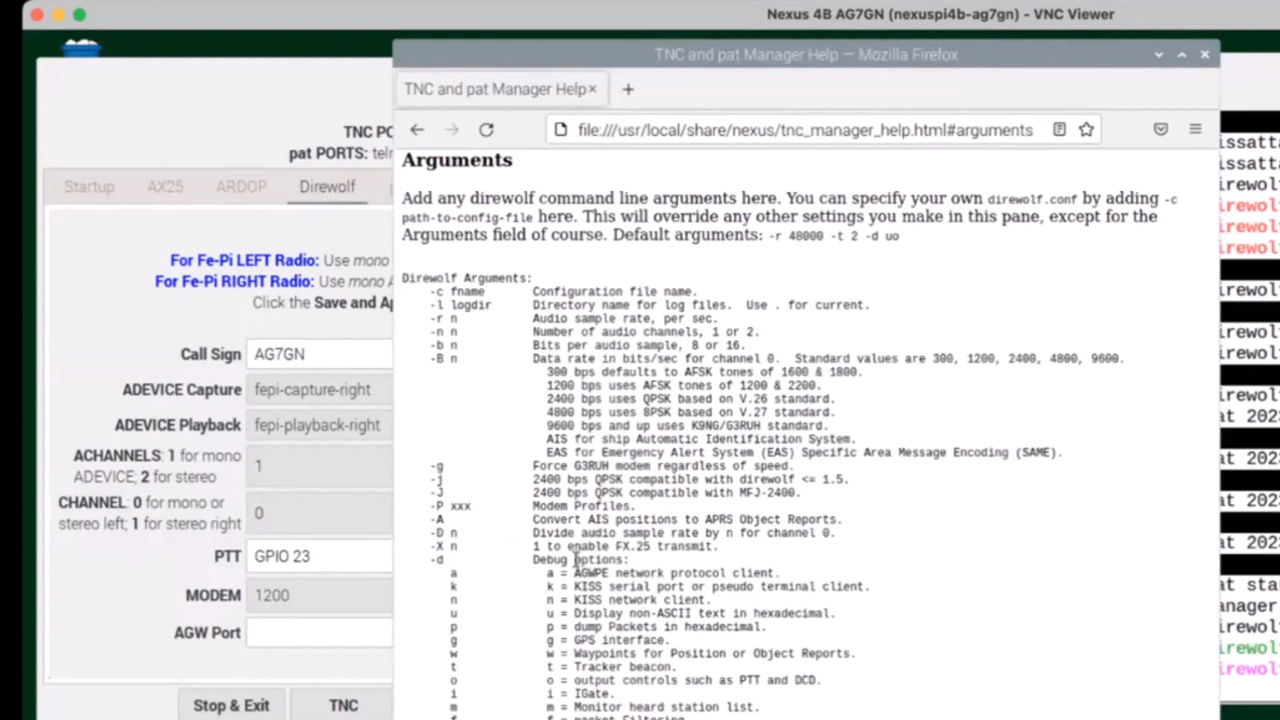 Nexus 4B AG7GN (nexuspi4b-ag7gn) - VNC Viewer
TNC and pat Manager Help — Mozilla Firefox
TNC and pat Manager Help ×
file:///usr/local/share/nexus/tnc_manager_help.html#arguments
TNC
pat PORTS:
Startup AX25 ARDOP Direwolf
For Fe-Pi LEFT Radio: Use mono
For Fe-Pi RIGHT Radio: Use mono
Click the Save and
Call Sign AG7GN
ADEVICE Capture fepi-capture-right
ADEVICE Playback fepi-playback-right
ACHANNELS: 1 for mono
ADEVICE; 2 for stereo
1
CHANNEL: 0 for mono or
stereo left; 1 for stereo right
0
PTT GPIO 23
MODEM 1200
AGW Port
Stop & Exit TNC
Arguments
Add any direwolf command line arguments here. You can specify your own direwolf.conf by adding -c
path-to-config-file here. This will override any other settings you make in this pane, except for the
Arguments field of course. Default arguments: -r 48000 -t 2 -d uo
Direwolf Arguments:
-c fname Configuration file name.
-l logdir Directory name for log files. Use . for current.
-r n Audio sample rate, per sec.
-n n Number of audio channels, 1 or 2.
-b n Bits per audio sample, 8 or 16.
-B n Data rate in bits/sec for channel 0. Standard values are 300, 1200, 2400, 4800, 9600.
300 bps defaults to AFSK tones of 1600 & 1800.
1200 bps uses AFSK tones of 1200 & 2200.
2400 bps uses QPSK based on V.26 standard.
4800 bps uses 8PSK based on V.27 standard.
9600 bps and up uses K9NG/G3RUH standard.
AIS for ship Automatic Identification System.
EAS for Emergency Alert System (EAS) Specific Area Message Encoding (SAME).
-g Force G3RUH modem regardless of speed.
-j 2400 bps QPSK compatible with direwolf <= 1.5.
-J 2400 bps QPSK compatible with MFJ-2400.
-P xxx Modem Profiles.
-A Convert AIS positions to APRS Object Reports.
-D n Divide audio sample rate by n for channel 0.
-X n 1 to enable FX.25 transmit.
-d Debug options:
a a = AGWPE network protocol client.
k k = KISS serial port or pseudo terminal client.
n n = KISS network client.
u u = Display non-ASCII text in hexadecimal.
p p = dump Packets in hexadecimal.
g g = GPS interface.
w w = Waypoints for Position or Object Reports.
t t = Tracker beacon.
o o = output controls such as PTT and DCD.
i i = IGate.
m m = Monitor heard station list.
f f = packet Filtering.